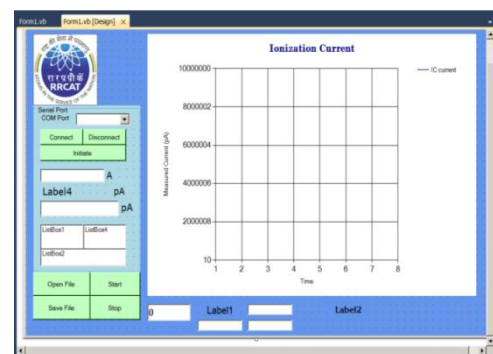 Form1.vb
Form1.vb [Design] ×
RRCAT
Serial Port
COM Port
Connect
Disconnect
Initiate
A
Label4
pA
pA
ListBox1
ListBox4
ListBox2
Open File
Start
Save File
Stop
Ionization Current
IC current
Measured Current (pA)
10000000
8000002
6000004
4000006
2000008
10
1 2 3 4 5 6 7 8
Time
0
Label1
Label2